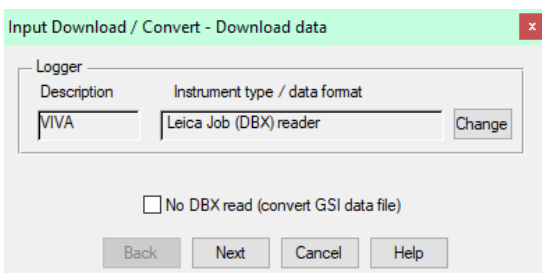 Input Download / Convert - Download data
x
Logger
Description Instrument type / data format
VIVA Leica Job (DBX) reader Change
No DBX read (convert GSI data file)
Back Next Cancel Help